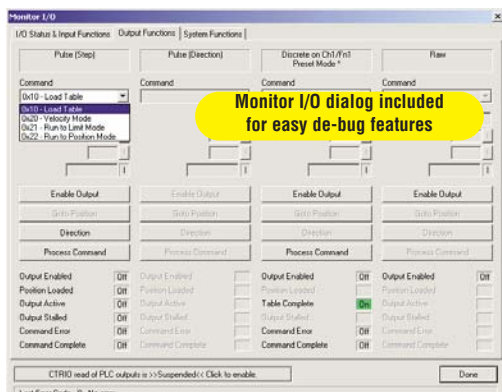 Monitor I/O
I/O Status & Input Functions Output Functions System Functions
Pulse (Step) Pulse (Direction) Discrete on Ch1/Fn1 Raw
Preset Mode *
Command Command Command
0x10 - Load Table
0x10 - Load Table
0x20 - Velocity Mode
0x21 - Run to Limit Mode
0x22 - Run to Position Mode
Monitor I/O dialog included
for easy de-bug features
Enable Output Enable Output Enable Output Enable Output
Goto Position Goto Position Goto Position Goto Position
Direction Direction Direction Direction
Process Command Process Command Process Command Process Command
Output Enabled Off Output Enabled Output Enabled Off Output Enabled Off
Position Loaded Off Position Loaded Position Loaded Position Loaded
Output Active Off Output Active Table Complete On Output Active
Output Stalled Off Output Stalled Output Stalled Output Stalled
Command Error Off Command Error Command Error Off Command Error
Command Complete Off Command Complete Command Complete Off Command Complete
CTRIO read of PLC outputs is >>Suspended<< Click to enable. Done